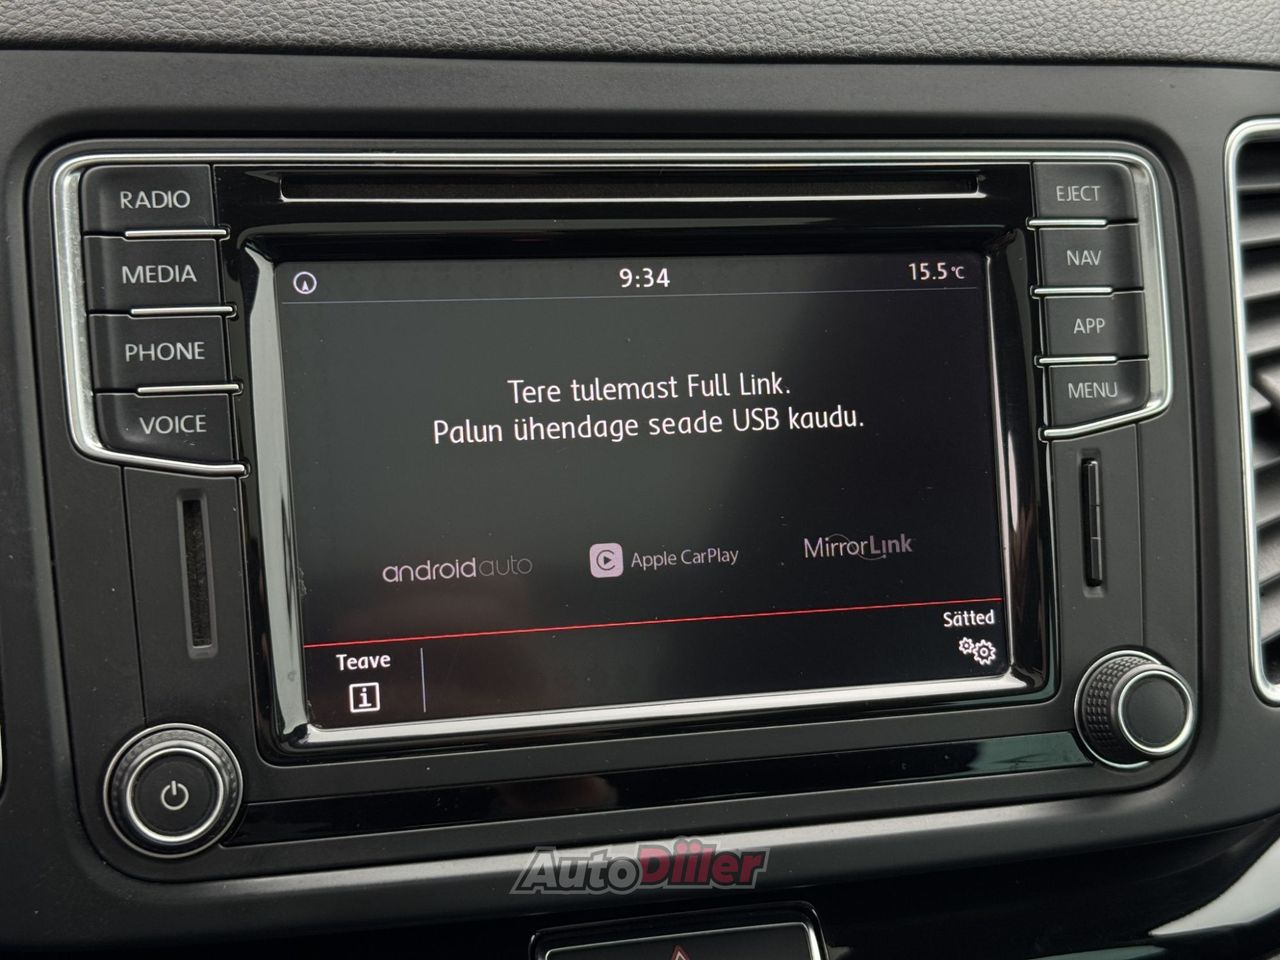 RADIO
MEDIA
PHONE
VOICE
EJECT
NAV
APP
MENU
9:34
15.5°C
Tere tulemast Full Link.
Palun ühendage seade USB kaudu.
androidauto
Apple CarPlay
MirrorLink
Teave
i
Sätted
AutoDiiler